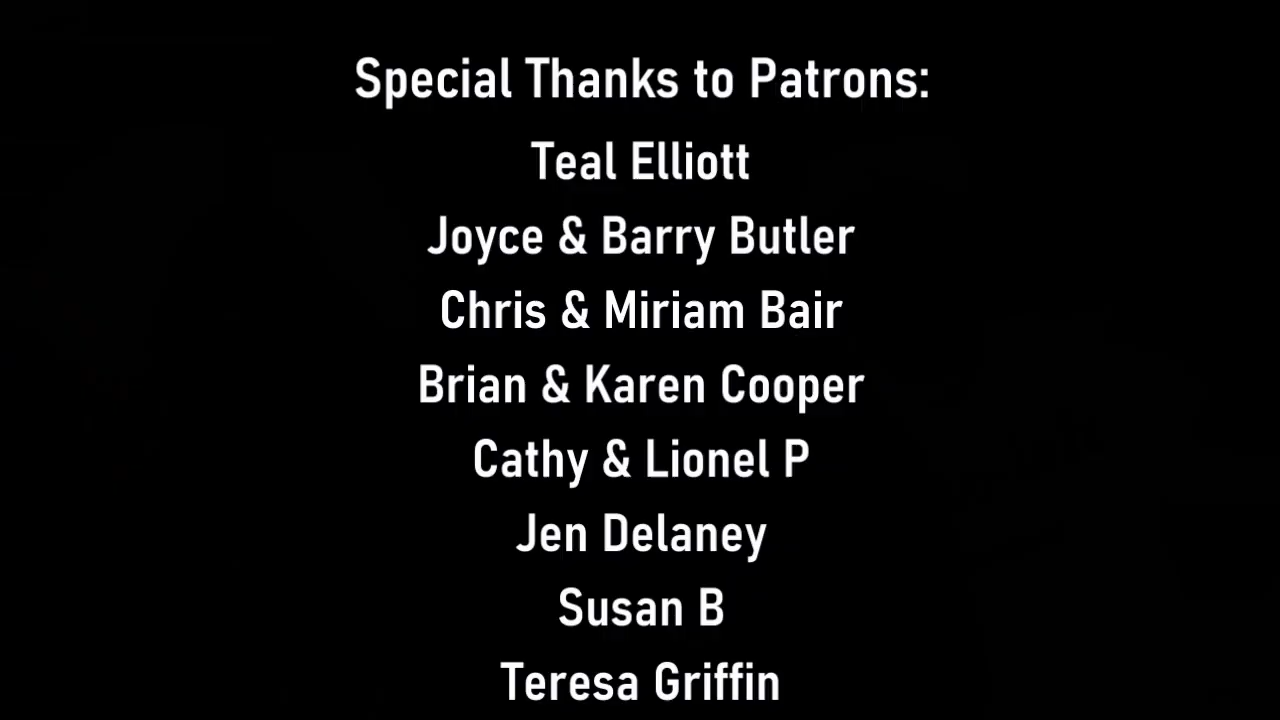 Special Thanks to Patrons:
Teal Elliott
Joyce & Barry Butler
Chris & Miriam Bair
Brian & Karen Cooper
Cathy & Lionel P
Jen Delaney
Susan B
Teresa Griffin